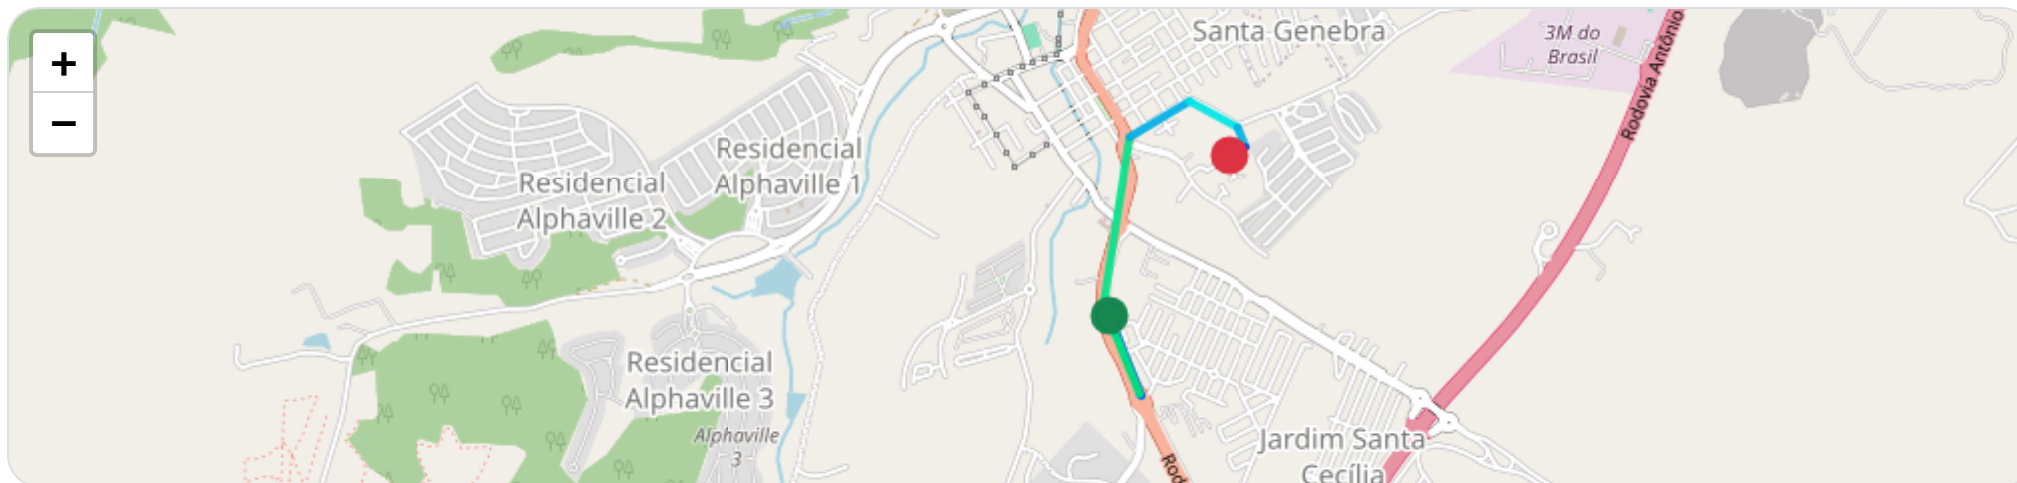 +
−
Santa Genebra
3M do
Brasil
Rodovia Antônio
Residencial
Alphaville 1
Residencial
Alphaville 2
Residencial
Alphaville 3
Alphaville
3
Jardim Santa
Cecília
Rod